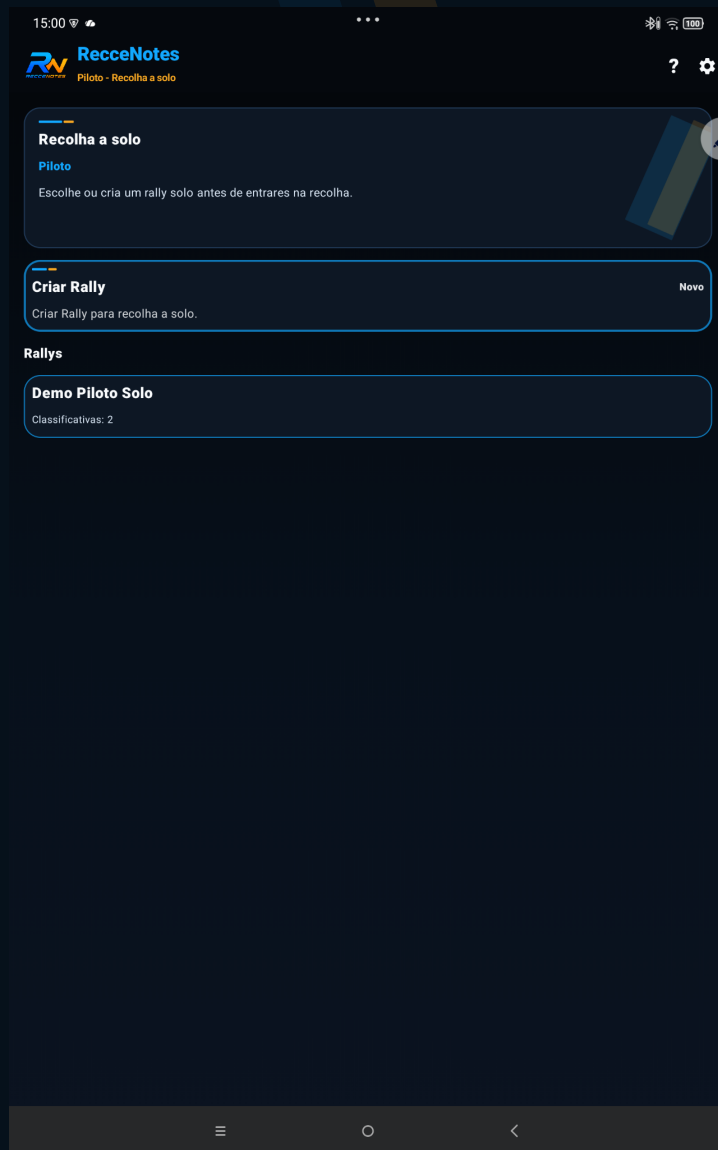 15:00
100
RecceNotes
RECCENOTES
Piloto - Recolha a solo
?
Recolha a solo
Piloto
Escolhe ou cria um rally solo antes de entrares na recolha.
Criar Rally
Novo
Criar Rally para recolha a solo.
Rallys
Demo Piloto Solo
Classificativas: 2